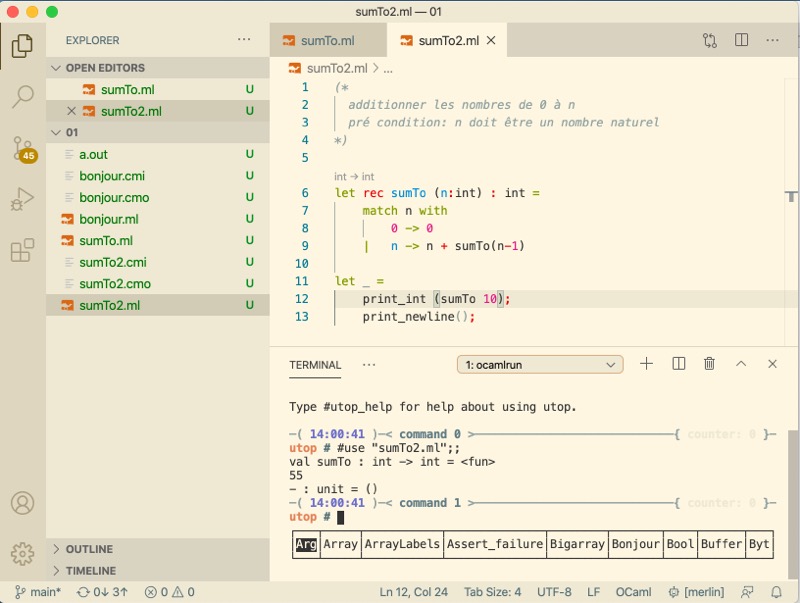 sumTo2.ml — 01
EXPLORER ...
OPEN EDITORS
sumTo.ml U
sumTo2.ml U
01
a.out U
bonjour.cmi U
bonjour.cmo U
bonjour.ml U
sumTo.ml U
sumTo2.cmi U
sumTo2.cmo U
sumTo2.ml U
OUTLINE
TIMELINE
45
sumTo.ml
sumTo2.ml
sumTo2.ml > ...
1 (*
2 additionner les nombres de 0 à n
3 pré condition: n doit être un nombre naturel
4 *)
5
int → int
6 let rec sumTo (n:int) : int =
7 match n with
8 0 -> 0
9 | n -> n + sumTo(n-1)
10
11 let _ =
12 print_int (sumTo 10);
13 print_newline();
TERMINAL ... 1: ocamlrun
Type #utop_help for help about using utop.
-( 14:00:41 )-< command 0 >-{ counter: 0 }-
utop # #use "sumTo2.ml";;
val sumTo : int -> int = <fun>
55
- : unit = ()
-( 14:00:41 )-< command 1 >-{ counter: 0 }-
utop #
Arg|Array|ArrayLabels|Assert_failure|Bigarray|Bonjour|Bool|Buffer|Byt
main* 0↓ 3↑ 0 0 Ln 12, Col 24 Tab Size: 4 UTF-8 LF OCaml [merlin]